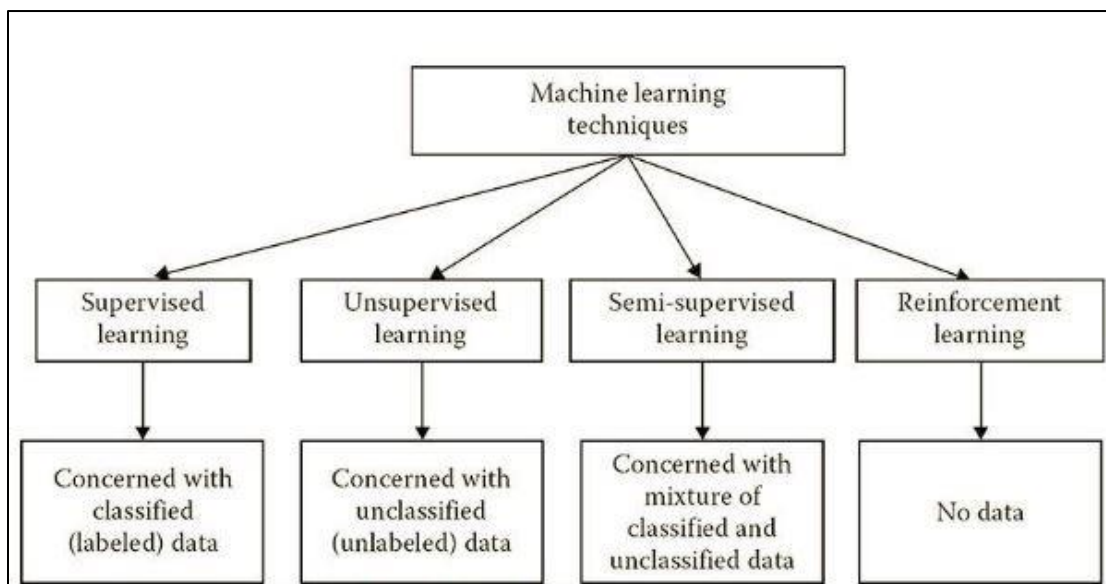 Machine learning
techniques
Supervised
learning
Unsupervised
learning
Semi-supervised
learning
Reinforcement
learning
Concerned with
classified
(labeled) data
Concerned with
unclassified
(unlabeled) data
Concerned with
mixture of
classified and
unclassified data
No data